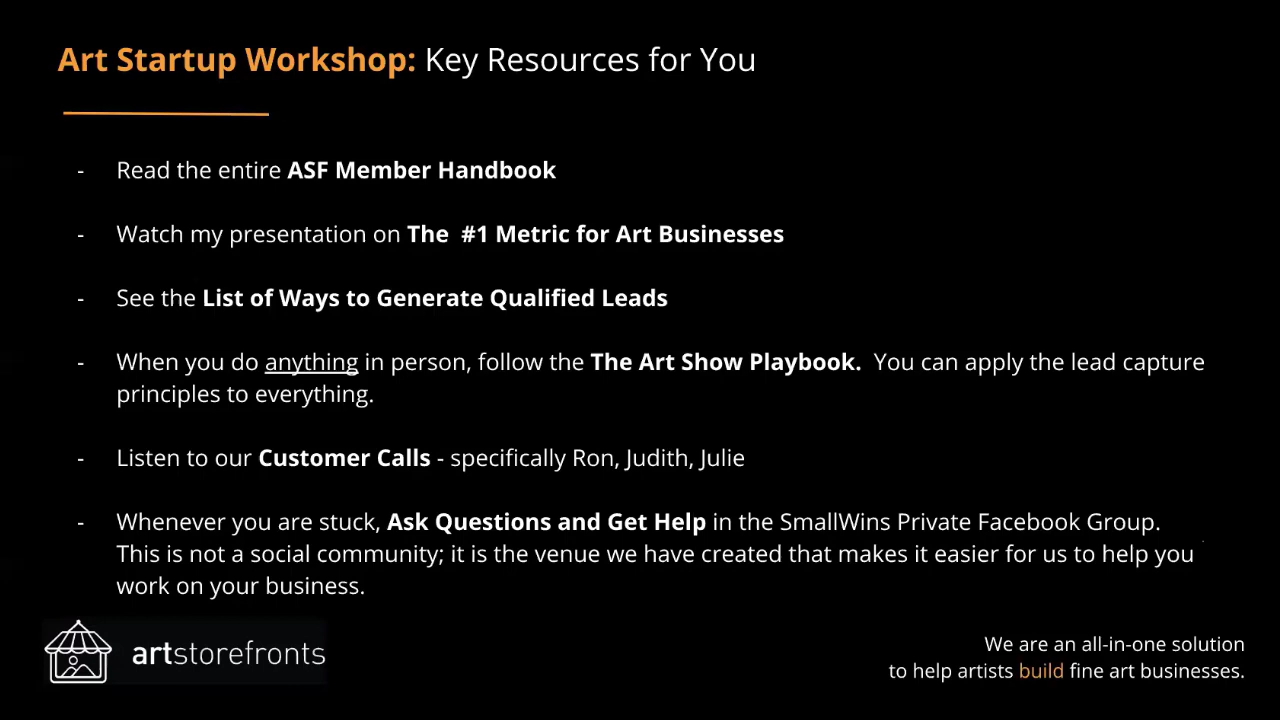 Art Startup Workshop: Key Resources for You
- Read the entire ASF Member Handbook
- Watch my presentation on The  #1 Metric for Art Businesses
- See the List of Ways to Generate Qualified Leads
- When you do anything in person, follow the The Art Show Playbook.  You can apply the lead capture
principles to everything.
- Listen to our Customer Calls - specifically Ron, Judith, Julie
- Whenever you are stuck, Ask Questions and Get Help in the SmallWins Private Facebook Group.
This is not a social community; it is the venue we have created that makes it easier for us to help you
work on your business.
artstorefronts
We are an all-in-one solution
to help artists build fine art businesses.